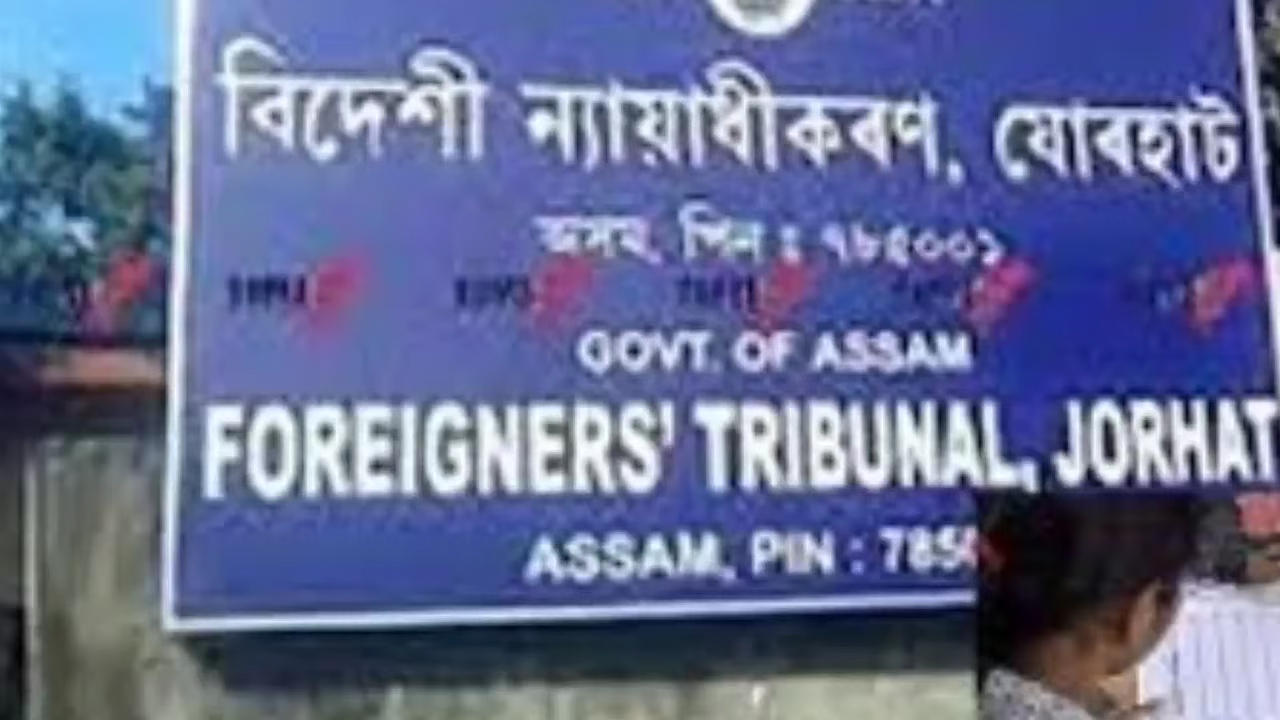 বিদেশী ন্যায়াধীকৰণ, যোৰহাট
অসম, পিন : ৭৮৫০০১
GOVT. OF ASSAM
FOREIGNERS' TRIBUNAL, JORHAT
ASSAM, PIN : 785